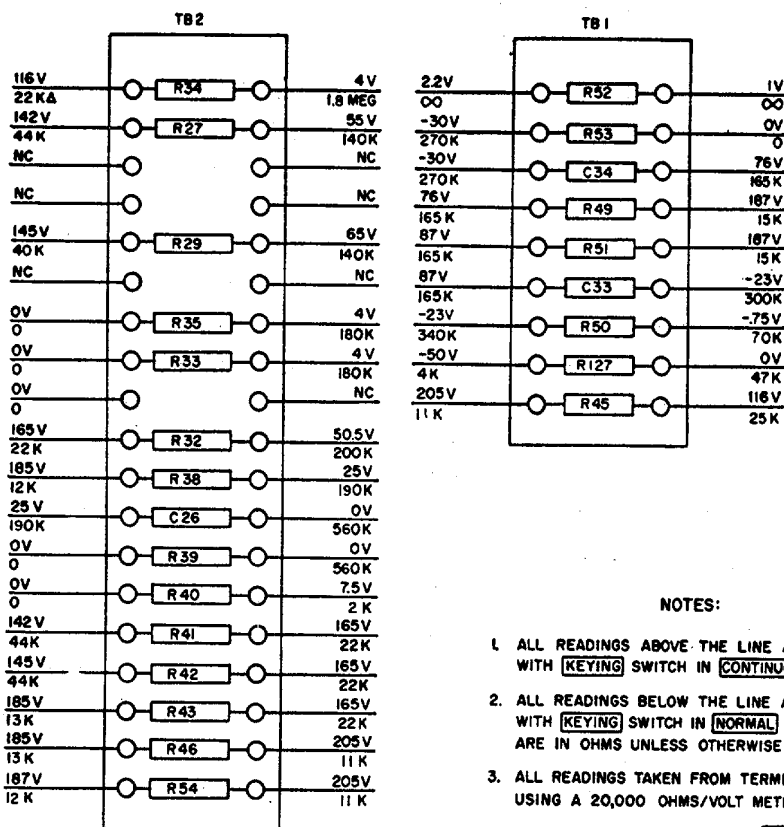 TB2
116V R34 4V
22KΔ 1.8 MEG
142V R27 55V
44K 140K
NC NC
NC NC
145V R29 65V
40K 140K
NC NC
0V R35 4V
0 180K
0V R33 4V
0 180K
0V NC
0
165V R32 50.5V
22K 200K
185V R38 25V
12K 190K
25V C26 0V
190K 560K
0V R39 0V
0 560K
0V R40 7.5V
0 2K
142V R41 165V
44K 22K
145V R42 165V
44K 22K
185V R43 165V
13K 22K
185V R46 205V
13K 11K
187V R54 205V
12K 11K
TB1
2.2V R52 1V
∞ ∞
-30V R53 0V
270K 0
-30V C34 76V
270K 165K
76V R49 187V
165K 15K
87V R51 187V
165K 15K
87V C33 -23V
165K 300K
-23V R50 -.75V
340K 70K
-50V R127 0V
4K 47K
205V R45 116V
11K 25K
NOTES:
1. ALL READINGS ABOVE THE LINE
WITH KEYING SWITCH IN CONTINU
2. ALL READINGS BELOW THE LINE
WITH KEYING SWITCH IN NORMAL
ARE IN OHMS UNLESS OTHERWISE
3. ALL READINGS TAKEN FROM TERMI
USING A 20,000 OHMS/VOLT MET